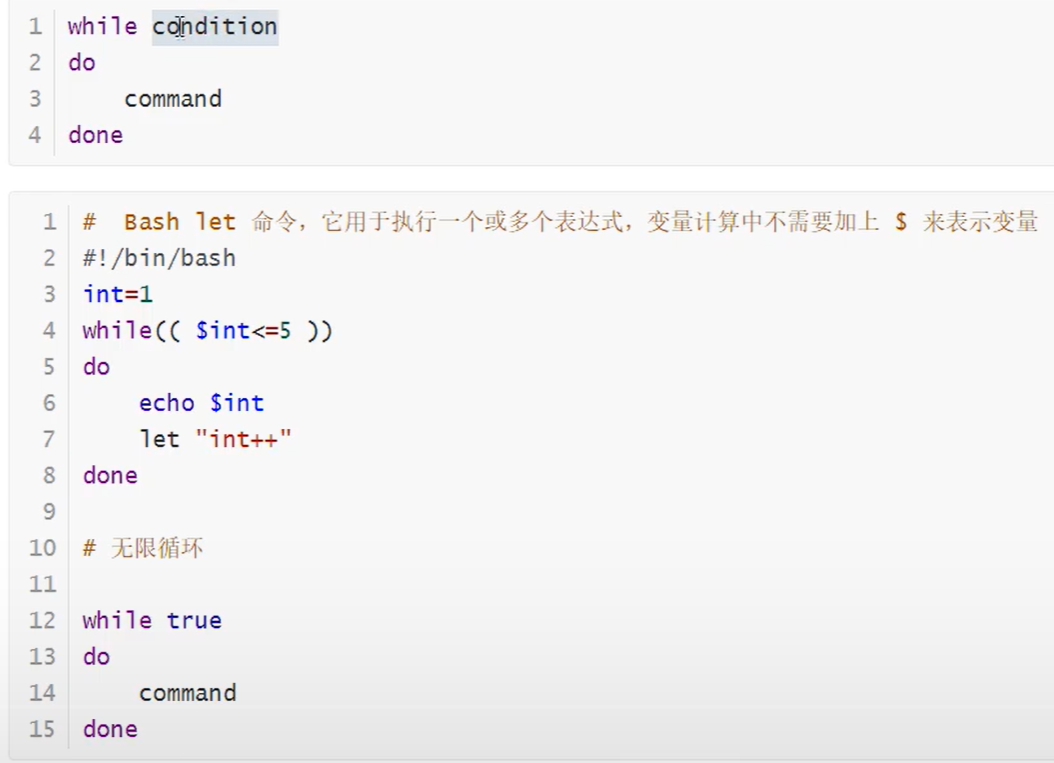 1 while condition
2 do
3     command
4 done
1 #  Bash let 命令，它用于执行一个或多个表达式，变量计算中不需要加上 $ 来表示变量
2 #!/bin/bash
3 int=1
4 while(( $int<=5 ))
5 do
6     echo $int
7     let "int++"
8 done
9
10 # 无限循环
11
12 while true
13 do
14     command
15 done